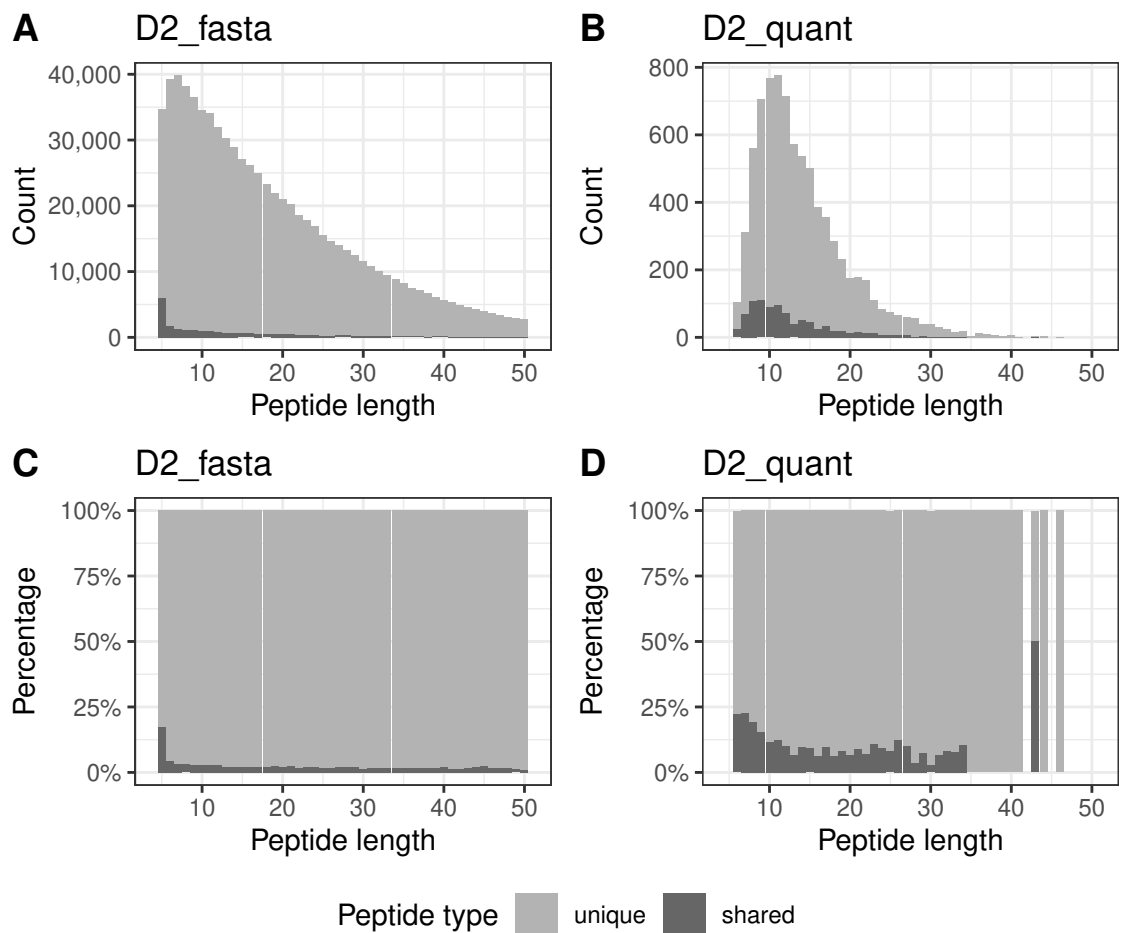 A D2_fasta
40,000
30,000
20,000
10,000
0
Count
10 20 30 40 50
Peptide length
B D2_quant
800
600
400
200
0
Count
10 20 30 40 50
Peptide length
C D2_fasta
100%
75%
50%
25%
0%
Percentage
10 20 30 40 50
Peptide length
D D2_quant
100%
75%
50%
25%
0%
Percentage
10 20 30 40 50
Peptide length
Peptide type unique shared